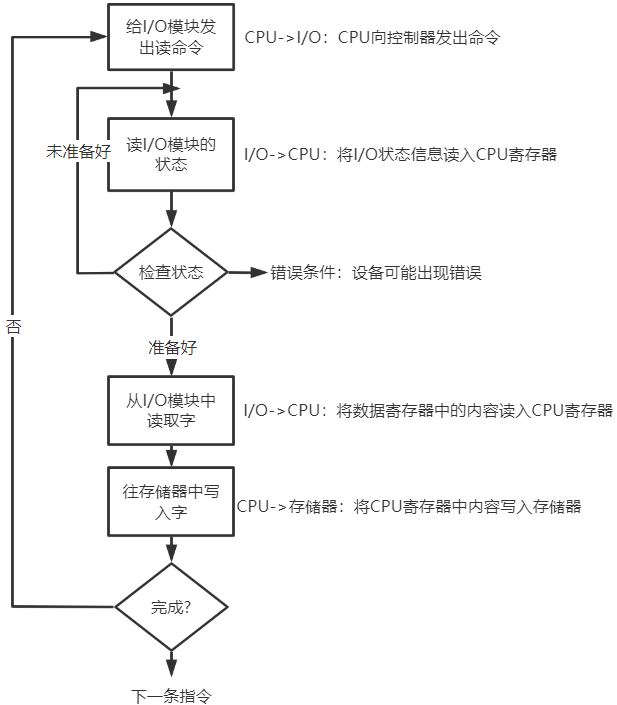 给I/O模块发
出读命令
CPU->I/O：CPU向控制器发出命令
未准备好
读I/O模块的
状态
I/O->CPU：将I/O状态信息读入CPU寄存器
检查状态
错误条件：设备可能出现错误
否
准备好
从I/O模块中
读取字
I/O->CPU：将数据寄存器中的内容读入CPU寄存器
往存储器中写
入字
CPU->存储器：将CPU寄存器中内容写入存储器
完成?
下一条指令